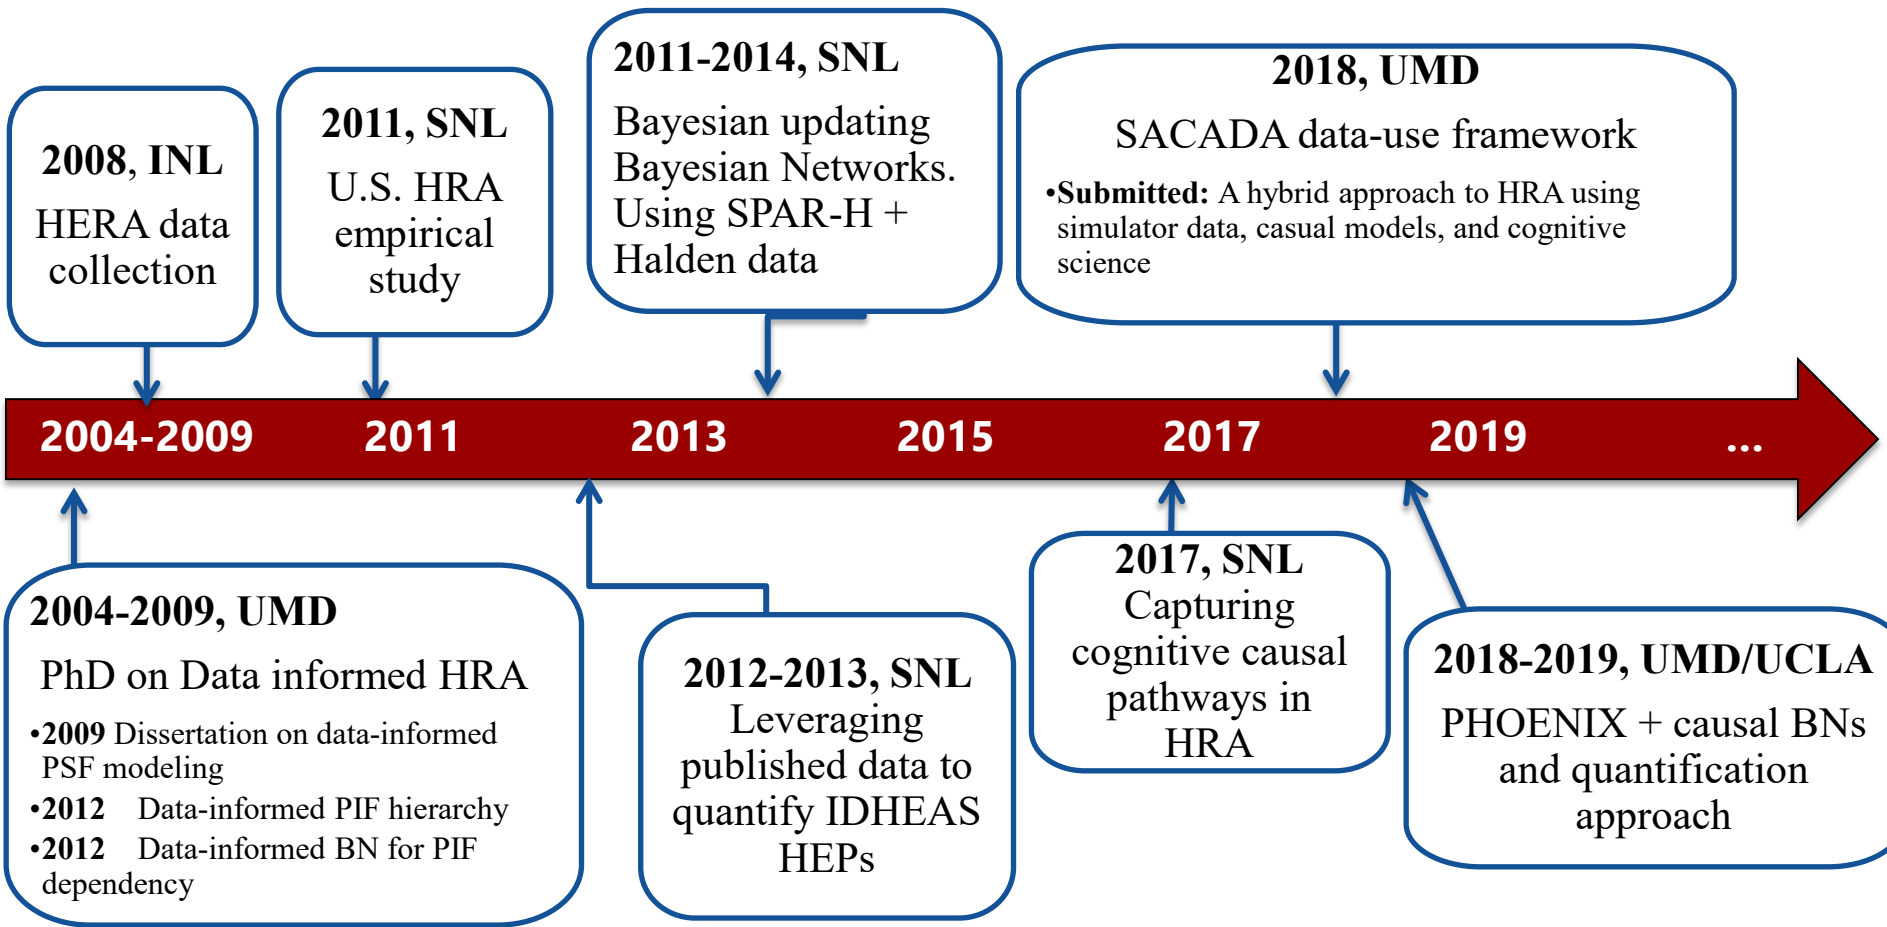 2008, INL
HERA data
collection
2011, SNL
U.S. HRA
empirical
study
2011-2014, SNL
Bayesian updating
Bayesian Networks.
Using SPAR-H +
Halden data
2018, UMD
SACADA data-use framework
•Submitted: A hybrid approach to HRA using
simulator data, casual models, and cognitive
science
2004-2009 2011 2013 2015 2017 2019 ...
2004-2009, UMD
PhD on Data informed HRA
•2009 Dissertation on data-informed
PSF modeling
•2012 Data-informed PIF hierarchy
•2012 Data-informed BN for PIF
dependency
2012-2013, SNL
Leveraging
published data to
quantify IDHEAS
HEPs
2017, SNL
Capturing
cognitive causal
pathways in
HRA
2018-2019, UMD/UCLA
PHOENIX + causal BNs
and quantification
approach